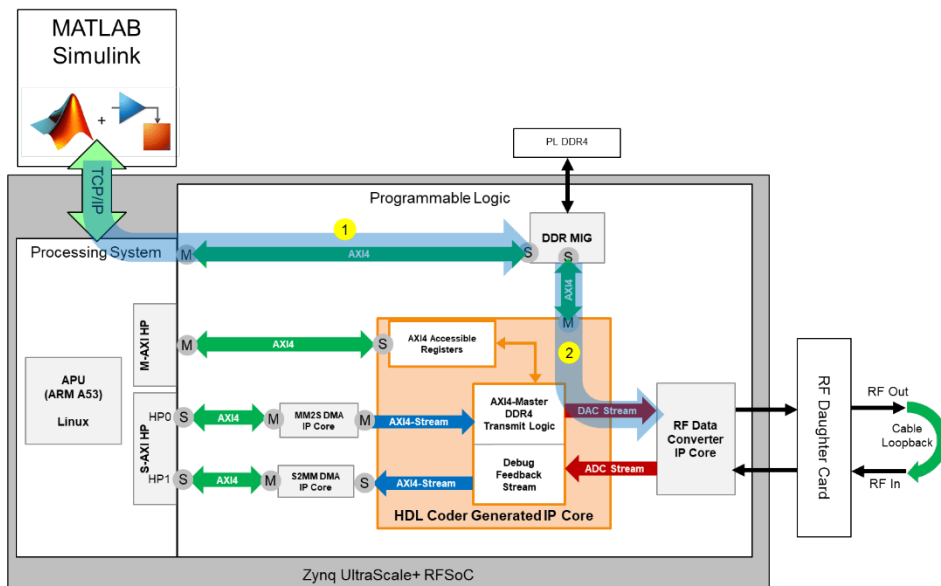 MATLAB
Simulink
+
TCP/IP
PL DDR4
Programmable Logic
1
DDR MIG
Processing System
M
AXI4
S
S
AXI4
M
M-AXI HP
M
AXI4
S
AXI4 Accessible
Registers
2
APU
(ARM A53)
Linux
S-AXI HP
HP0
S
AXI4
M
MM2S DMA
IP Core
M
AXI4-Stream
AXI4-Master
DDR4
Transmit Logic
DAC Stream
RF Data
Converter
IP Core
RF Daughter Card
RF Out
Cable
Loopback
RF In
HP1
S
AXI4
M
S2MM DMA
IP Core
S
AXI4-Stream
Debug
Feedback
Stream
ADC Stream
HDL Coder Generated IP Core
Zynq UltraScale+ RFSoC